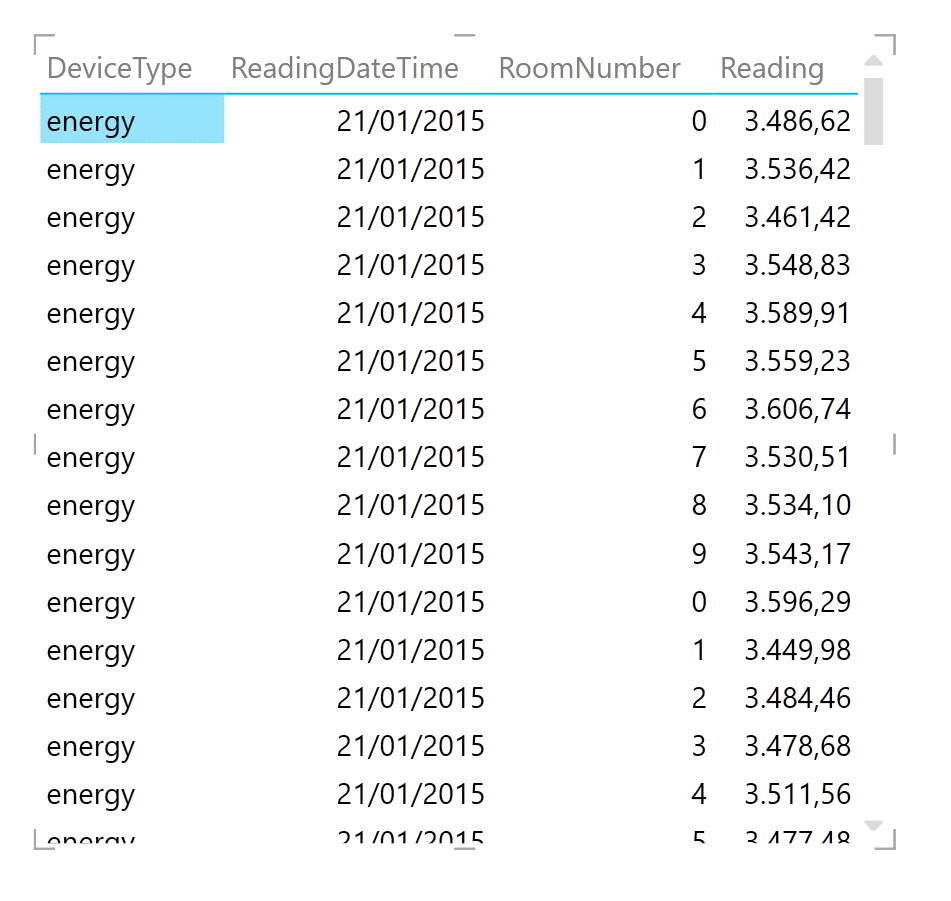 DeviceType ReadingDateTime RoomNumber Reading
energy 21/01/2015 0 3.486,62
energy 21/01/2015 1 3.536,42
energy 21/01/2015 2 3.461,42
energy 21/01/2015 3 3.548,83
energy 21/01/2015 4 3.589,91
energy 21/01/2015 5 3.559,23
energy 21/01/2015 6 3.606,74
energy 21/01/2015 7 3.530,51
energy 21/01/2015 8 3.534,10
energy 21/01/2015 9 3.543,17
energy 21/01/2015 0 3.596,29
energy 21/01/2015 1 3.449,98
energy 21/01/2015 2 3.484,46
energy 21/01/2015 3 3.478,68
energy 21/01/2015 4 3.511,56
energy 21/01/2015 5 3.477,48